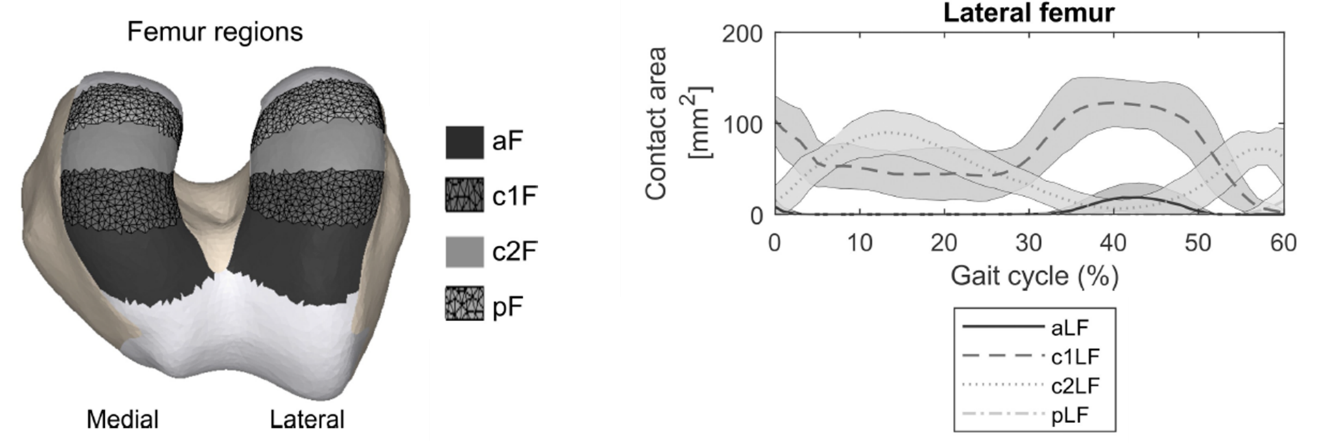 Femur regions
aF
c1F
c2F
pF
Medial
Lateral
Lateral femur
Contact area
[mm²]
200
100
0
0 10 20 30 40 50 60
Gait cycle (%)
aLF
c1LF
c2LF
pLF